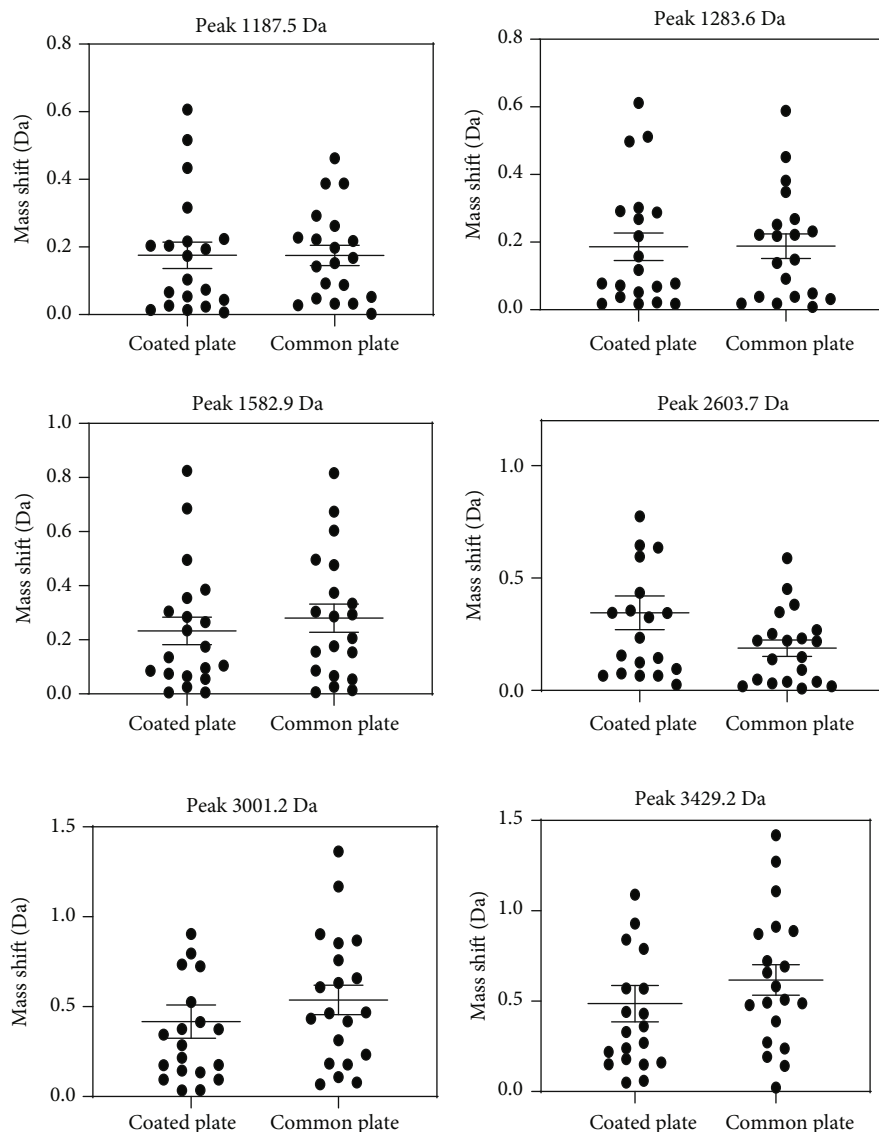 Peak 1187.5 Da
Mass shift (Da)
0.8
0.6
0.4
0.2
0.0
Coated plate
Common plate
Peak 1283.6 Da
Mass shift (Da)
0.8
0.6
0.4
0.2
0.0
Coated plate
Common plate
Peak 1582.9 Da
Mass shift (Da)
1.0
0.8
0.6
0.4
0.2
0.0
Coated plate
Common plate
Peak 2603.7 Da
Mass shift (Da)
1.0
0.5
0.0
Coated plate
Common plate
Peak 3001.2 Da
Mass shift (Da)
1.5
1.0
0.5
0.0
Coated plate
Common plate
Peak 3429.2 Da
Mass shift (Da)
1.5
1.0
0.5
0.0
Coated plate
Common plate